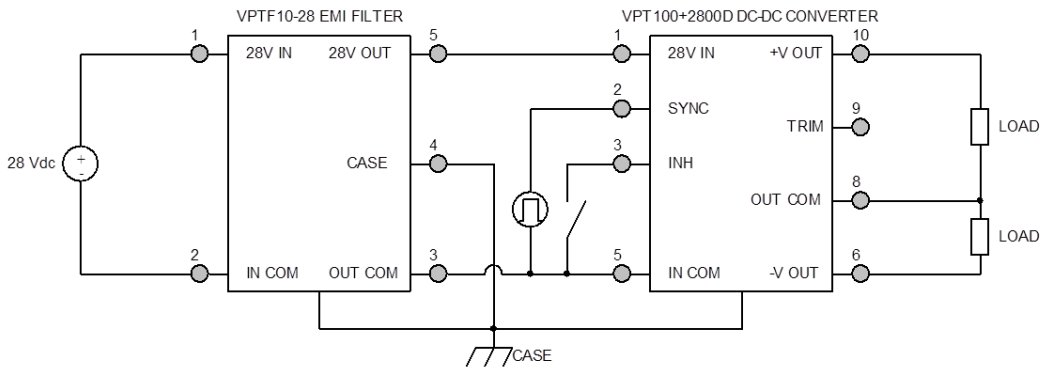 VPTF10-28 EMI FILTER
VPT100+2800D DC-DC CONVERTER
1
28V IN
28V OUT
5
1
28V IN
+V OUT
10
2
SYNC
9
TRIM
LOAD
28 Vdc
+
-
CASE
4
3
INH
8
OUT COM
LOAD
2
IN COM
OUT COM
3
5
IN COM
-V OUT
6
CASE